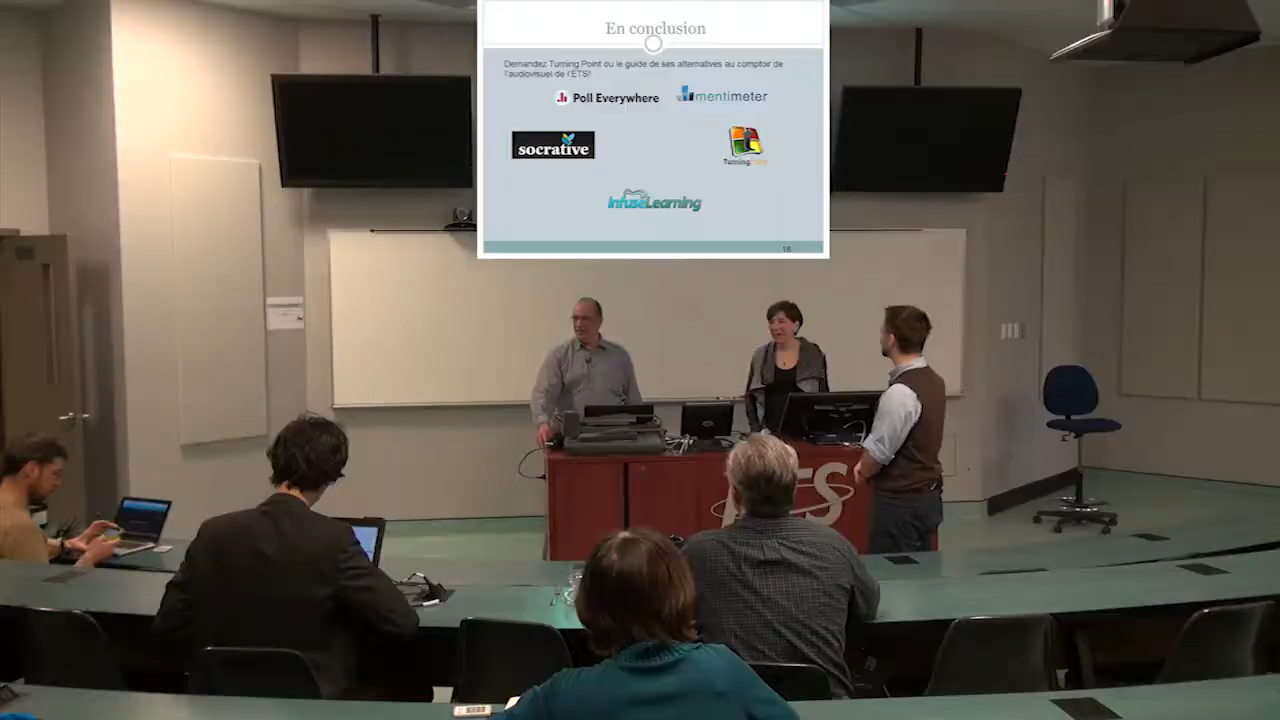 En conclusion
Demandez Turning Point ou le guide de ses alternatives au comptoir de
l'audiovisuel de l'ÉTS!
Poll Everywhere
mentimeter
socrative
Turning
InfuseLearning
18